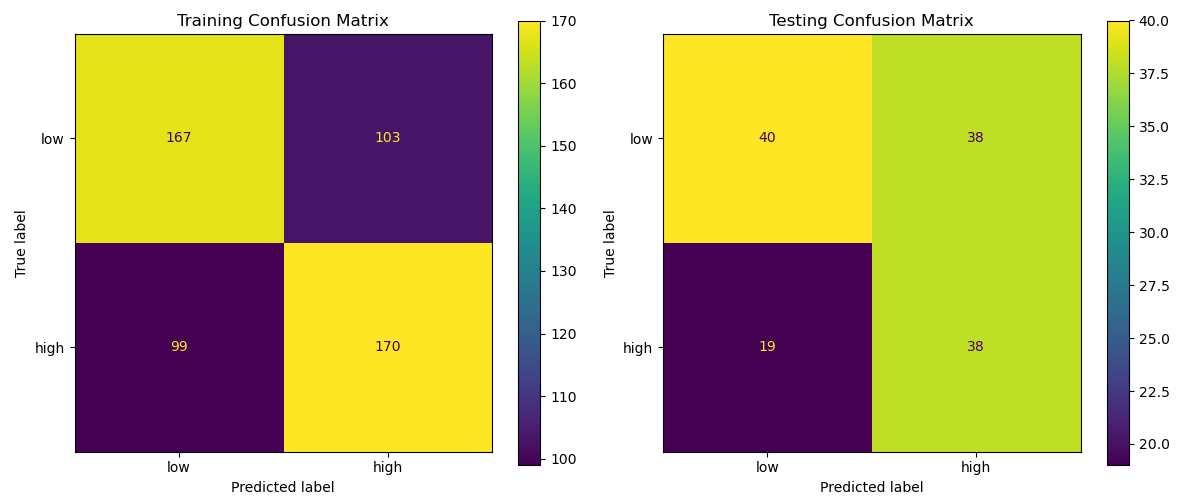 Training Confusion Matrix
True label
low
high
167
103
99
170
low
high
Predicted label
170
160
150
140
130
120
110
100
Testing Confusion Matrix
True label
low
high
40
38
19
38
low
high
Predicted label
40.0
37.5
35.0
32.5
30.0
27.5
25.0
22.5
20.0